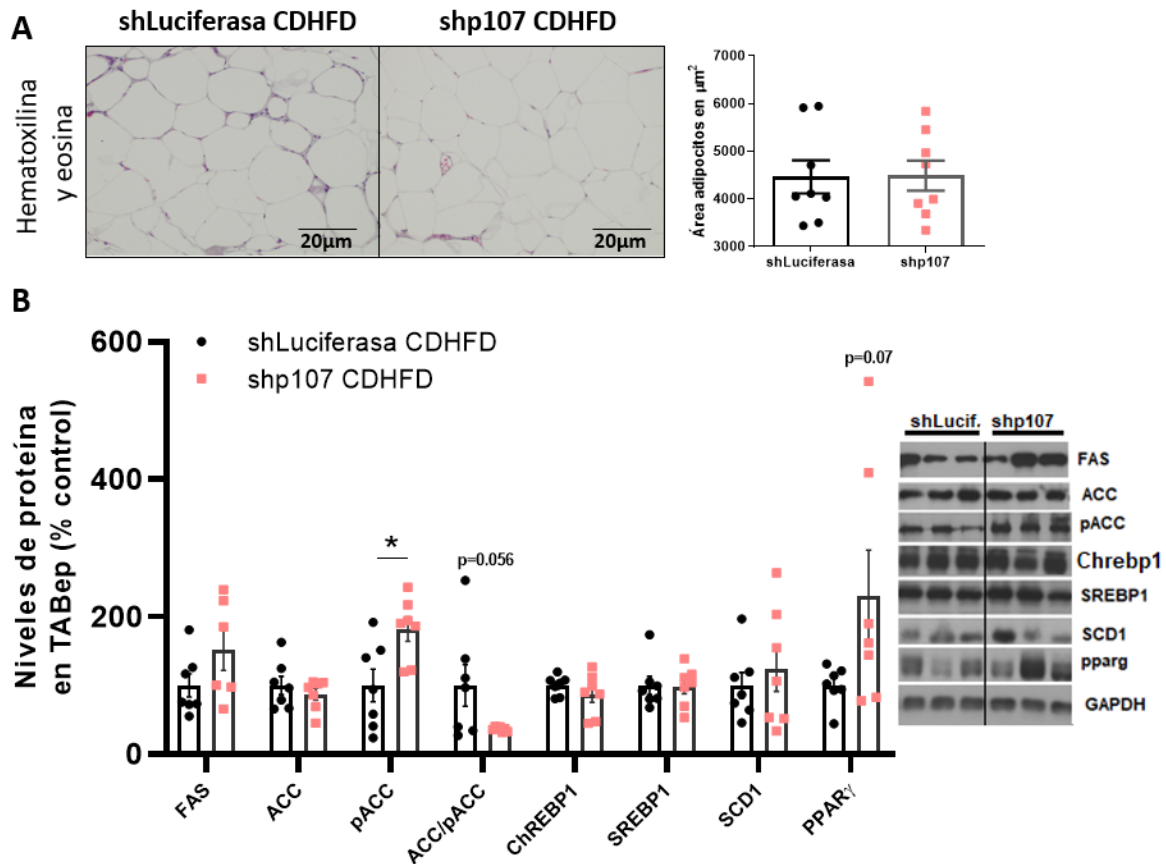 A
shLuciferasa CDHFD
shp107 CDHFD
Hematoxilina
y eosina
20µm
20µm
Área adipocitos en µm²
7000
6000
5000
4000
3000
shLuciferasa
shp107
B
Niveles de proteína
en TABep (% control)
600
400
200
0
shLuciferasa CDHFD
shp107 CDHFD
*
p=0.056
p=0.07
FAS
ACC
pACC
ACC/pACC
ChREBP1
SREBP1
SCD1
PPARγ
shLucif.
shp107
FAS
ACC
pACC
Chrebp1
SREBP1
SCD1
pparg
GAPDH